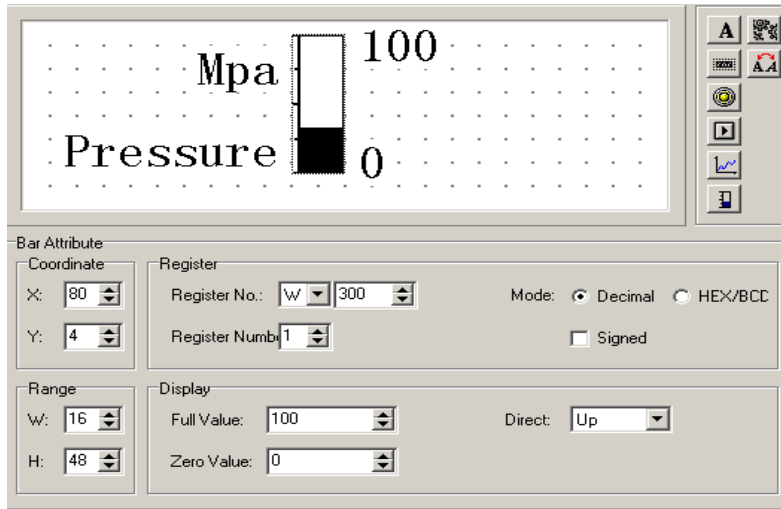 100
Mpa
Pressure
0
A
A A
Bar Attribute
Coordinate
X: 80
Y: 4
Register
Register No.: W 300
Mode: Decimal HEX/BCD
Register Numbe 1
Signed
Range
W: 16
H: 48
Display
Full Value: 100
Direct: Up
Zero Value: 0